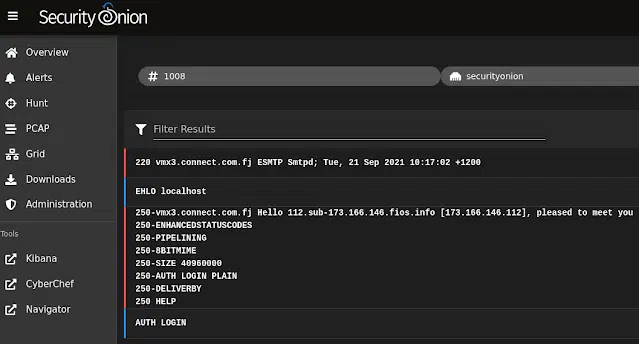 Security Onion
Overview
Alerts
Hunt
PCAP
Grid
Downloads
Administration
Tools
Kibana
CyberChef
Navigator
# 1008
securityonion
Filter Results
220 vmx3.connect.com.fj ESMTP Smtpd; Tue, 21 Sep 2021 10:17:02 +1200
EHLO localhost
250-vmx3.connect.com.fj Hello 112.sub-173.166.146.fios.info [173.166.146.112], pleased to meet you
250-ENHANCEDSTATUSCODES
250-PIPELINING
250-8BITMIME
250-SIZE 40960000
250-AUTH LOGIN PLAIN
250-DELIVERBY
250 HELP
AUTH LOGIN